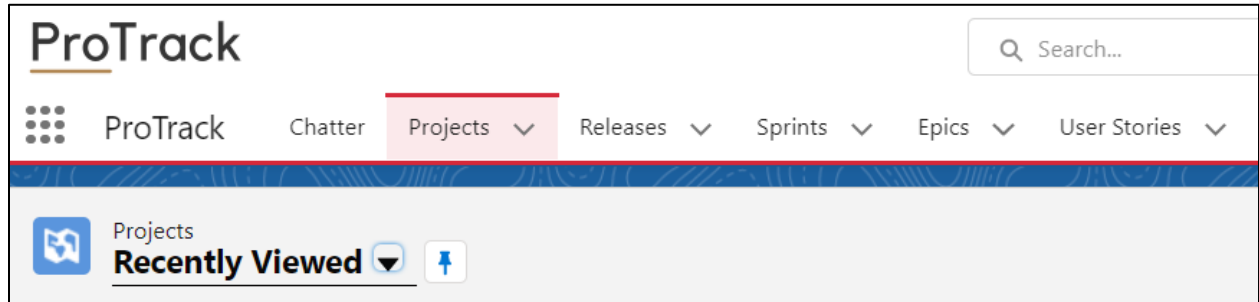 ProTrack
Search...
ProTrack Chatter Projects Releases Sprints Epics User Stories
Projects
Recently Viewed